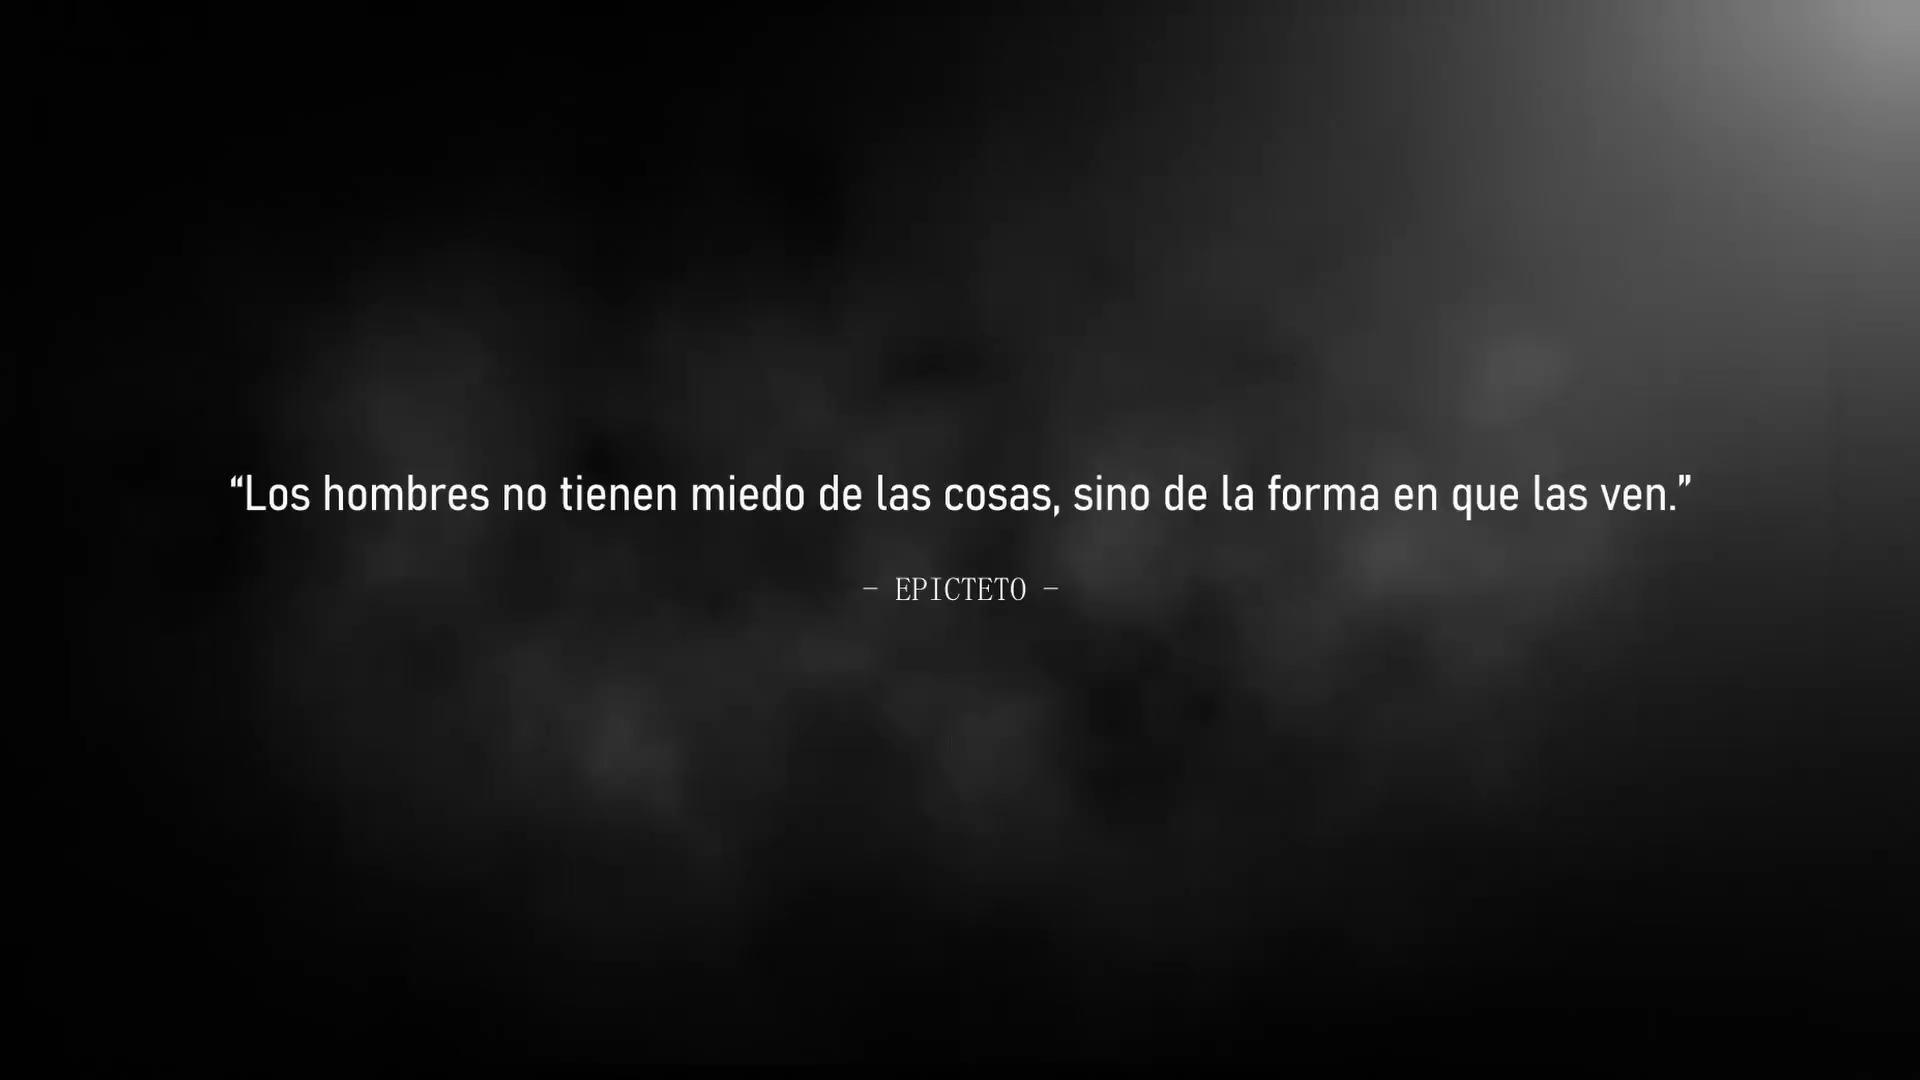 “Los hombres no tienen miedo de las cosas, sino de la forma en que las ven.”
- EPICTETO -